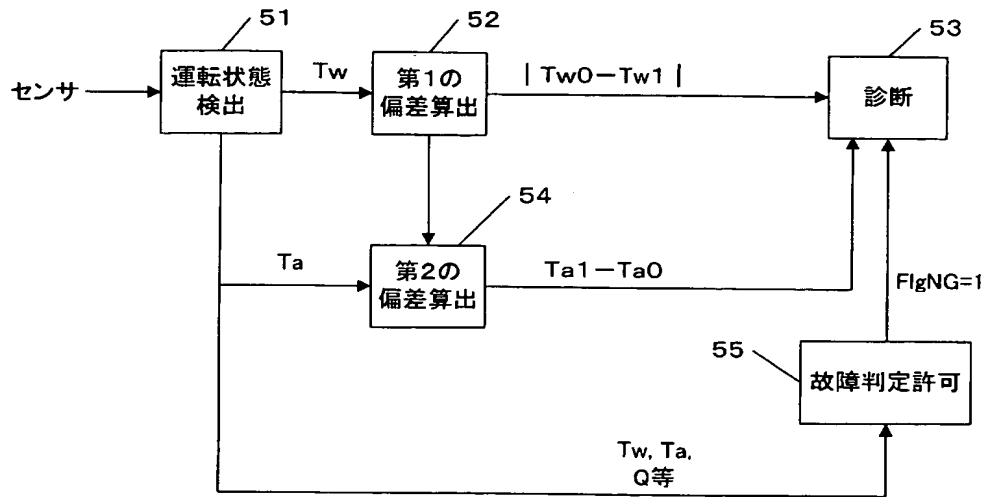 51
52
53
センサ
運転状態
検出
Tw
第1の
偏差算出
| Tw0−Tw1 |
診断
54
Ta
第2の
偏差算出
Ta1−Ta0
FlgNG=1
55
故障判定許可
Tw, Ta,
Q等